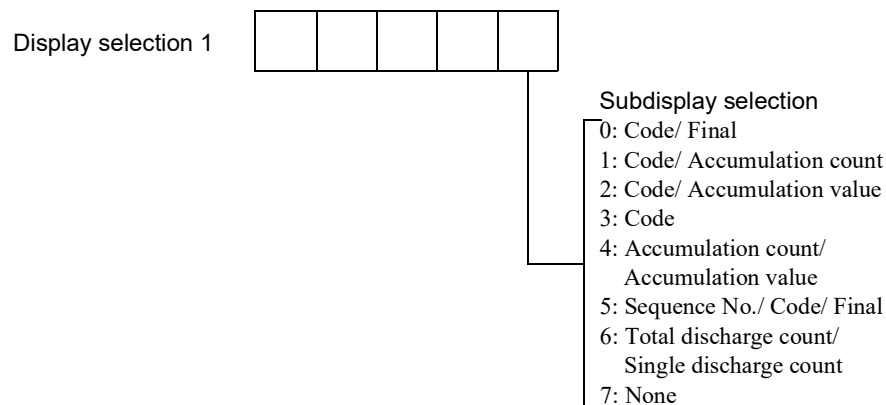 Display selection 1
Subdisplay selection
0: Code/ Final
1: Code/ Accumulation count
2: Code/ Accumulation value
3: Code
4: Accumulation count/
Accumulation value
5: Sequence No./ Code/ Final
6: Total discharge count/
Single discharge count
7: None